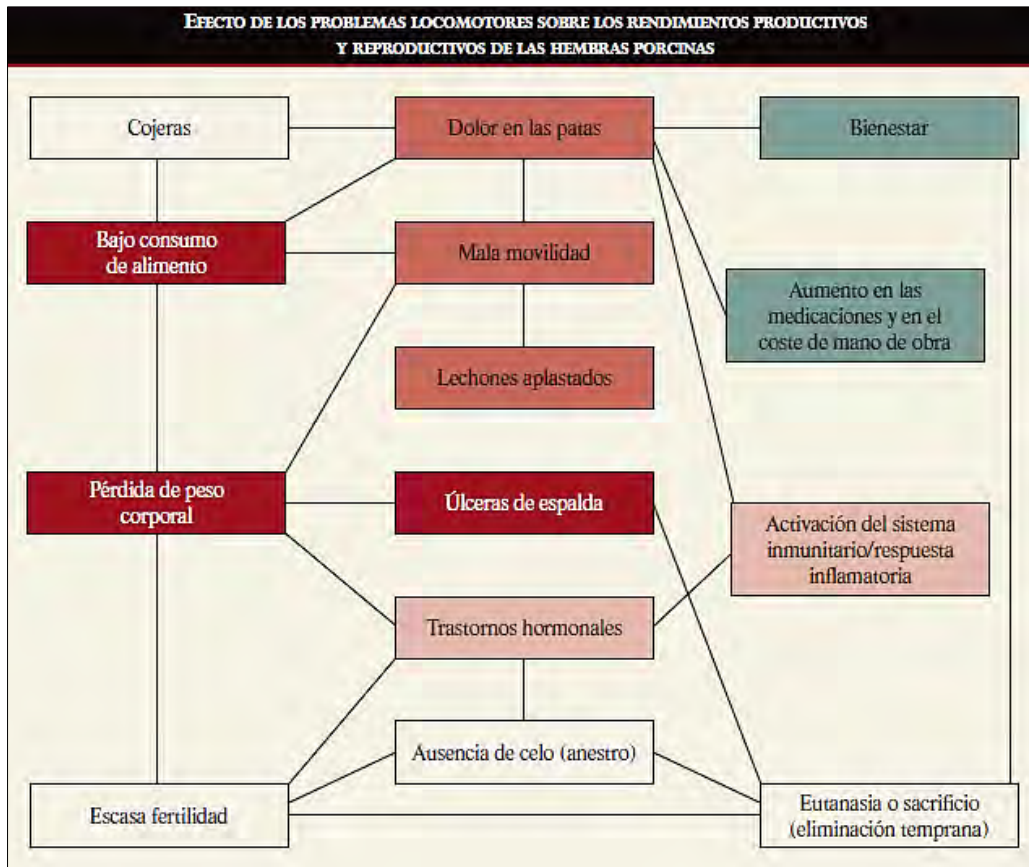 EFECTO DE LOS PROBLEMAS LOCOMOTORES SOBRE LOS RENDIMIENTOS PRODUCTIVOS
Y REPRODUCTIVOS DE LAS HEMBRAS PORCINAS
Cojeras
Dolor en las patas
Bienestar
Bajo consumo
de alimento
Mala movilidad
Aumento en las
medicaciones y en el
coste de mano de obra
Lechones aplastados
Pérdida de peso
corporal
Úlceras de espalda
Activación del sistema
inmunitario/respuesta
inflamatoria
Trastornos hormonales
Ausencia de celo (anestro)
Escasa fertilidad
Eutanasia o sacrificio
(eliminación temprana)